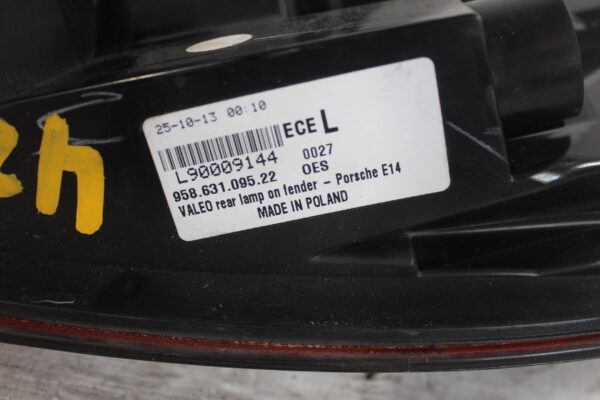 25-10-13 00:10
ECE L
L90009144 0027
958.631.095.22 OES
VALEO rear lamp on fender - Porsche E14
MADE IN POLAND
42